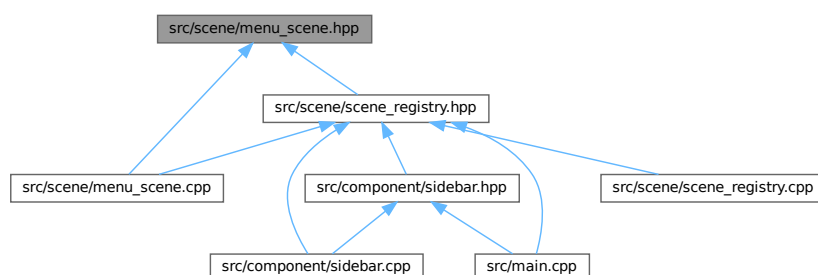 src/scene/menu_scene.hpp
src/scene/scene_registry.hpp
src/scene/menu_scene.cpp
src/component/sidebar.hpp
src/scene/scene_registry.cpp
src/component/sidebar.cpp
src/main.cpp